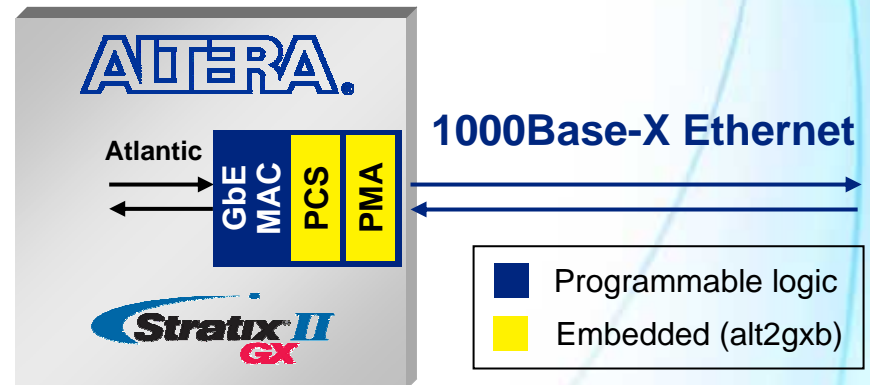 ALTERA®
1000Base-X Ethernet
Atlantic
GbE
MAC
PCS
PMA
Programmable logic
Embedded (alt2gxb)
Stratix II
GX